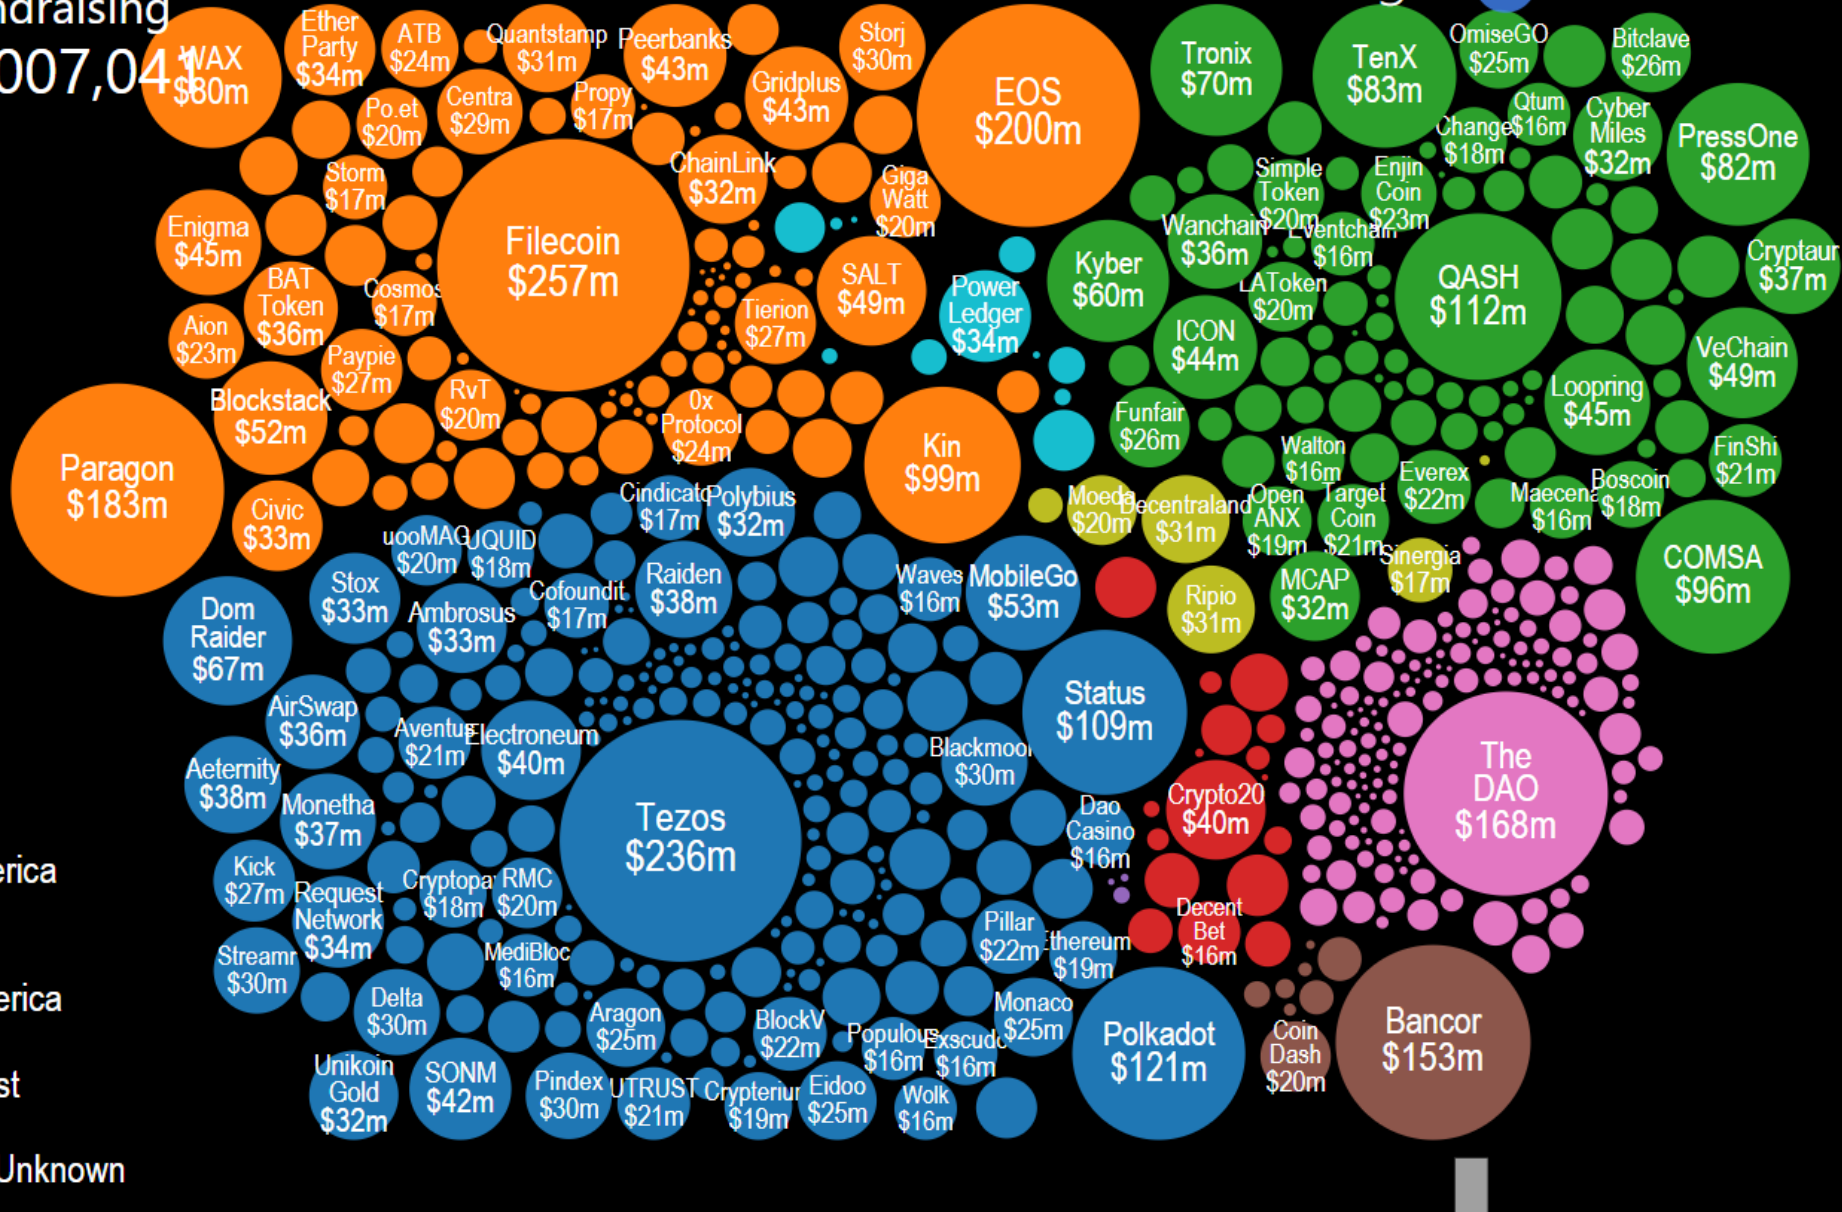 ndraising
007,041
WAX
$80m
Ether
Party
$34m
ATB
$24m
Quantstamp
$31m
Peerbanks
$43m
Storj
$30m
Gridplus
$43m
Po.et
$20m
Centra
$29m
Propy
$17m
EOS
$200m
Storm
$17m
ChainLink
$32m
Giga
Watt
$20m
Enigma
$45m
Filecoin
$257m
BAT
Token
$36m
Cosmos
$17m
SALT
$49m
Tierion
$27m
Aion
$23m
Paypie
$27m
Blockstack
$52m
RvT
$20m
0x
Protocol
$24m
Paragon
$183m
Kin
$99m
Civic
$33m
Power
Ledger
$34m
Tronix
$70m
TenX
$83m
OmiseGO
$25m
Bitclave
$26m
Change
$18m
Qtum
$16m
Cyber
Miles
$32m
PressOne
$82m
Simple
Token
$20m
Enjin
Coin
$23m
Wanchain
$36m
Eventchain
$16m
Kyber
$60m
LAToken
$20m
QASH
$112m
Cryptaur
$37m
ICON
$44m
VeChain
$49m
Loopring
$45m
Funfair
$26m
Walton
$16m
Everex
$22m
FinShi
$21m
Maecena
$16m
Boscoin
$18m
Open
ANX
$19m
Target
Coin
$21m
MCAP
$32m
COMSA
$96m
Moeda
$20m
Decentraland
$31m
Sinergia
$17m
Ripio
$31m
Cindicato
$17m
Polybius
$32m
uooMAG
$20m
UQUID
$18m
Stox
$33m
Ambrosus
$33m
Cofoundit
$17m
Raiden
$38m
Waves
$16m
MobileGo
$53m
Dom
Raider
$67m
AirSwap
$36m
Aventus
$21m
Electroneum
$40m
Status
$109m
Blackmoor
$30m
Aeternity
$38m
Monetha
$37m
Tezos
$236m
Dao
Casino
$16m
Kick
$27m
Request
Network
$34m
Cryptopa
$18m
RMC
$20m
Pillar
$22m
Ethereum
$19m
Streamr
$30m
MediBloc
$16m
Delta
$30m
Aragon
$25m
BlockV
$22m
Populous
$16m
Exscudo
$16m
Monaco
$25m
Polkadot
$121m
Unikoin
Gold
$32m
SONM
$42m
Pindex
$30m
UTRUST
$21m
Crypterium
$19m
Eidoo
$25m
Wolk
$16m
Crypto20
$40m
Decent
Bet
$16m
The
DAO
$168m
Coin
Dash
$20m
Bancor
$153m
erica
erica
st
Unknown